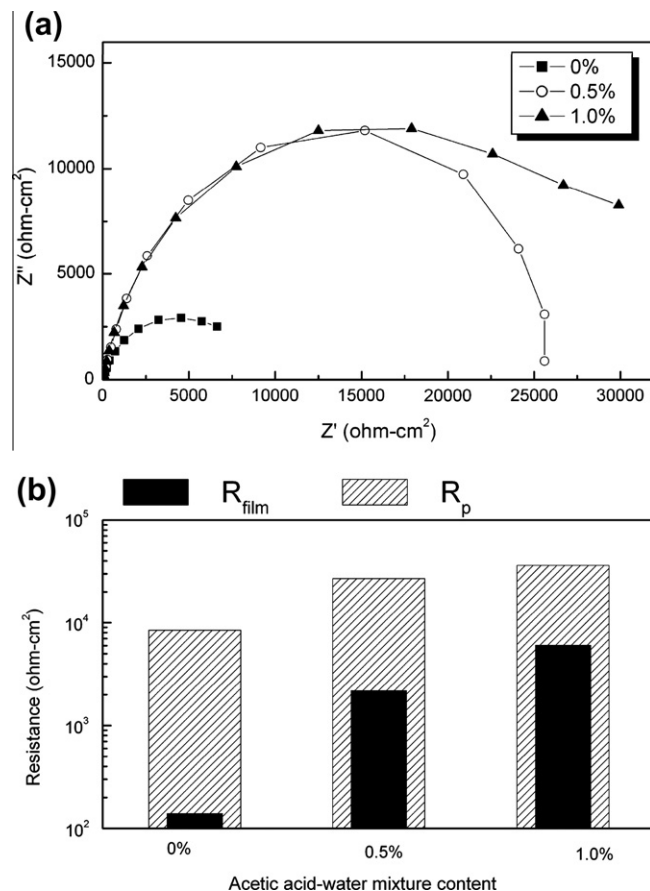 (a)
15000
10000
5000
0
Z" (ohm-cm²)
0%
0.5%
1.0%
0 5000 10000 15000 20000 25000 30000
Z' (ohm-cm²)
(b)
R_film R_p
10⁵
10⁴
10³
10²
Resistance (ohm-cm²)
0% 0.5% 1.0%
Acetic acid-water mixture content